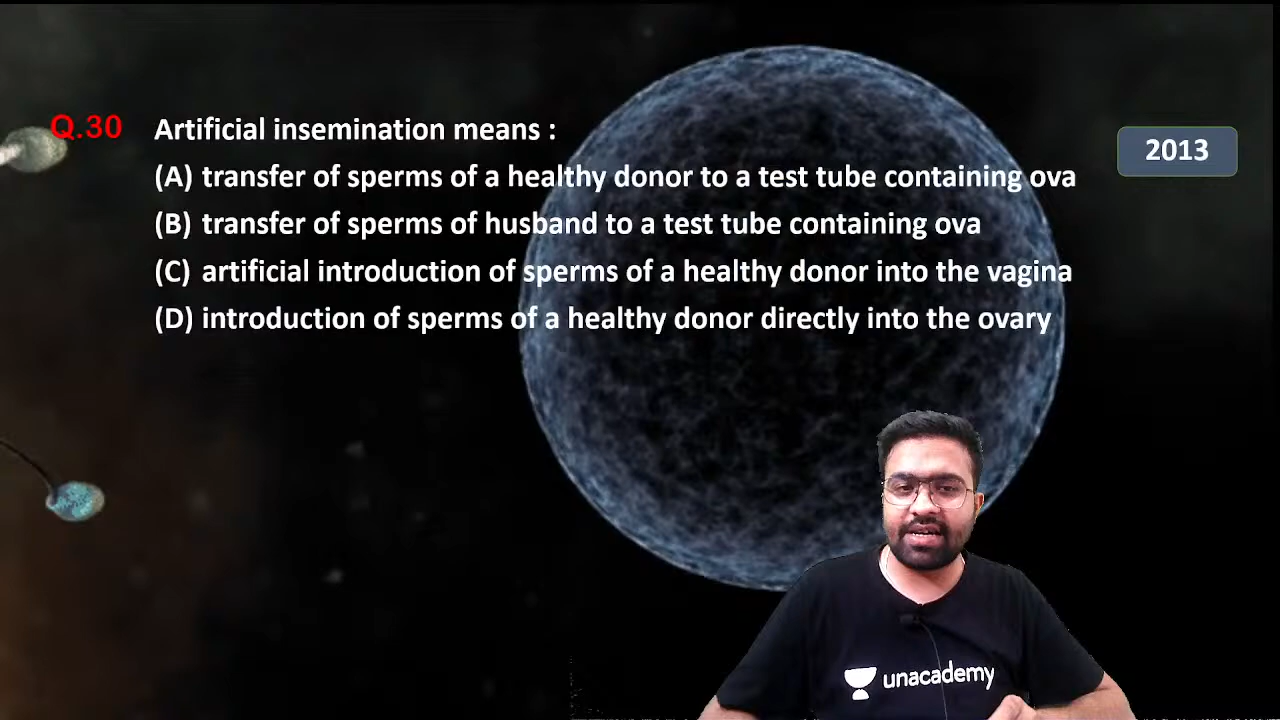 Q.30 Artificial insemination means :
2013
(A) transfer of sperms of a healthy donor to a test tube containing ova
(B) transfer of sperms of husband to a test tube containing ova
(C) artificial introduction of sperms of a healthy donor into the vagina
(D) introduction of sperms of a healthy donor directly into the ovary
unacademy